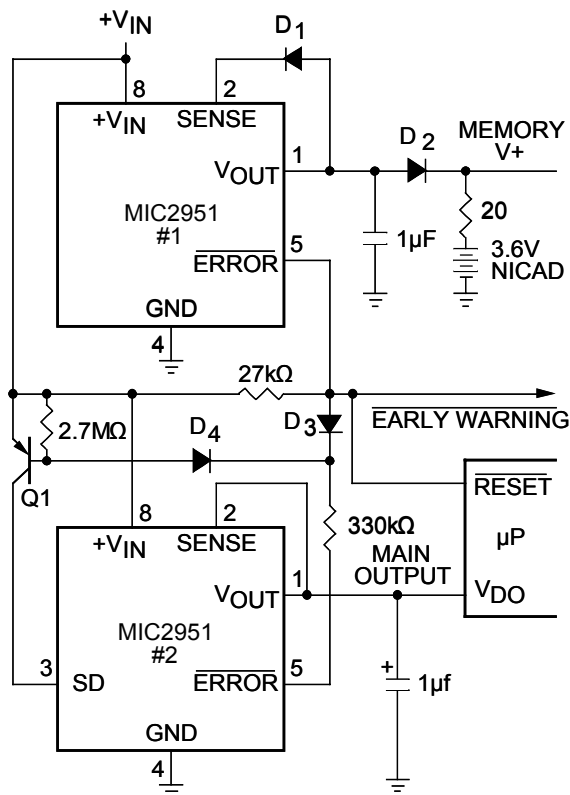 +VIN
D1
8
2
+VIN
SENSE
D2
MEMORY
V+
1
VOUT
MIC2951
#1
20
1µF
5
3.6V
NICAD
ERROR
GND
4
27kΩ
EARLY WARNING
D3
2.7MΩ
D4
RESET
Q1
8
2
330kΩ
µP
+VIN
SENSE
MAIN
OUTPUT
1
VOUT
VDO
MIC2951
#2
3
SD
ERROR
5
+
1µf
GND
4